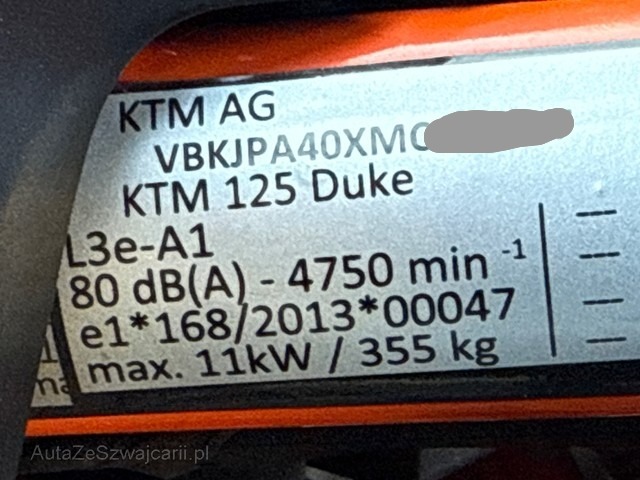 KTM AG
VBKJPA40XM
KTM 125 Duke
L3e-A1
80 dB(A) - 4750 min -1
e1*168/2013*00047
max. 11kW / 355 kg
AutaZeSzwajcarii.pl